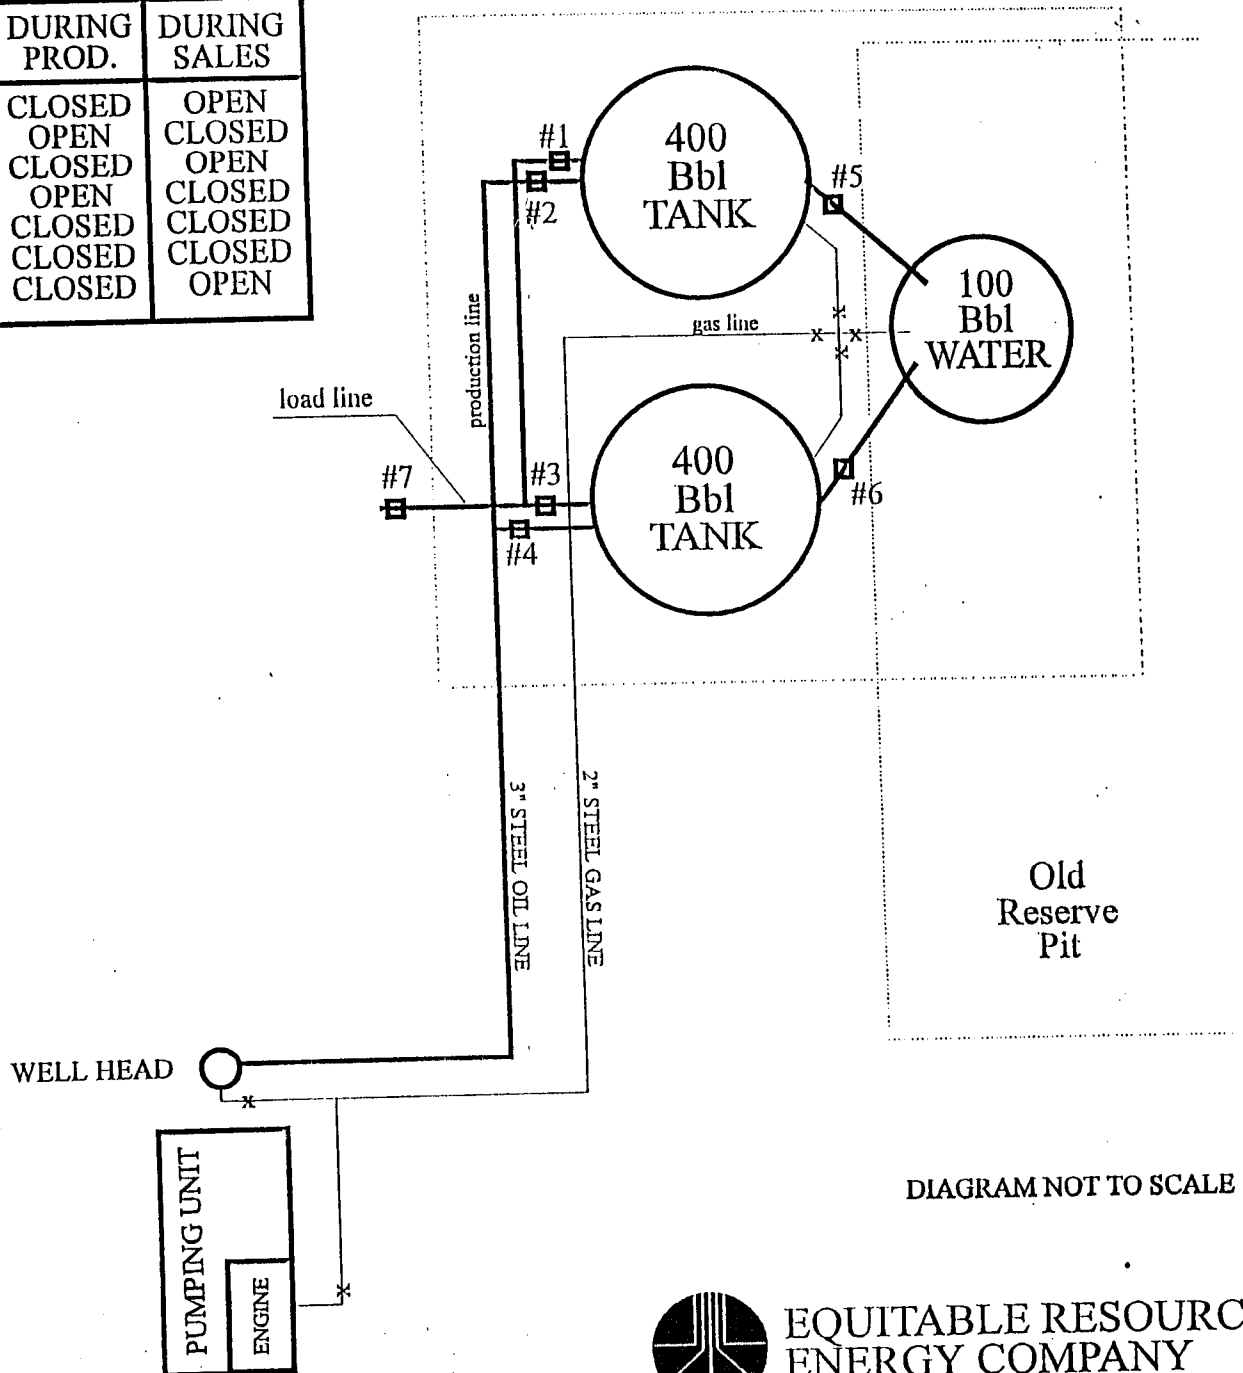 DURING PROD.
DURING SALES
CLOSED OPEN
OPEN CLOSED
CLOSED OPEN
OPEN CLOSED
CLOSED CLOSED
CLOSED CLOSED
CLOSED OPEN
#1
#2
400
Bbl
TANK
#5
100
Bbl
WATER
production line
gas line
load line
#7
#3
#4
400
Bbl
TANK
#6
3" STEEL OIL LINE
2" STEEL GAS LINE
Old
Reserve
Pit
WELL HEAD
PUMPING UNIT
ENGINE
DIAGRAM NOT TO SCALE
EQUITABLE RESOURC
ENERGY COMPANY